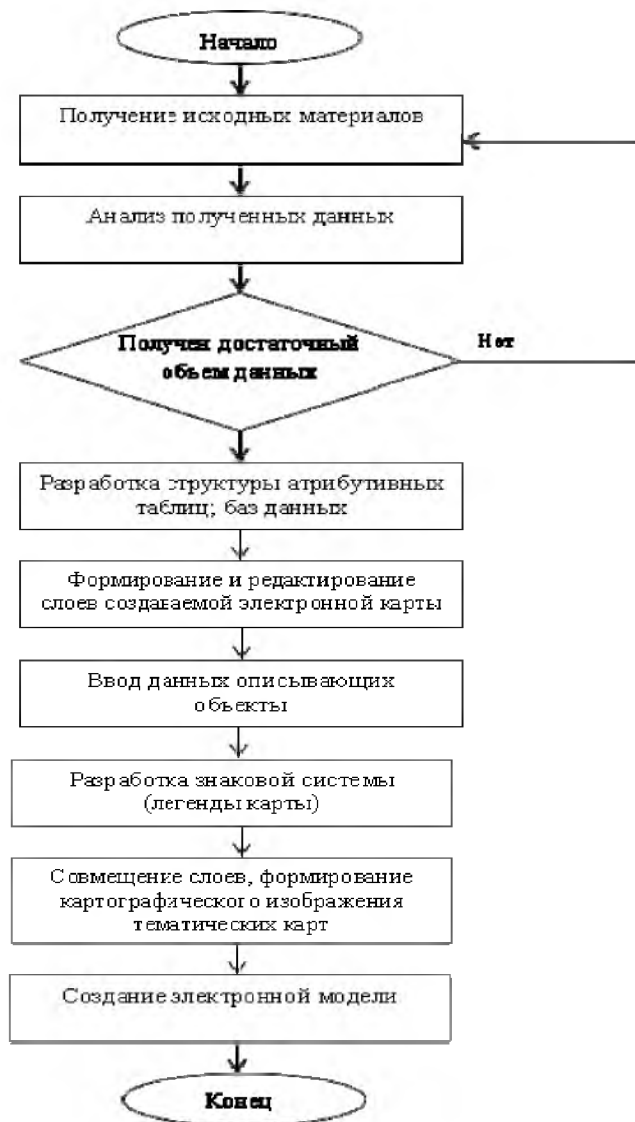 Начало
Получение исходных материалов
Анализ полученных данных
Получен достаточный
объем данных
Нет
Разработка структуры атрибутивных
таблиц; баз данных
Формирование и редактирование
слоев создаваемой электронной карты
Ввод данных описывающих
объекты
Разработка знаковой системы
(легенды карты)
Совмещение слоев, формирование
картографического изображения
тематических карт
Создание электронной модели
Конец